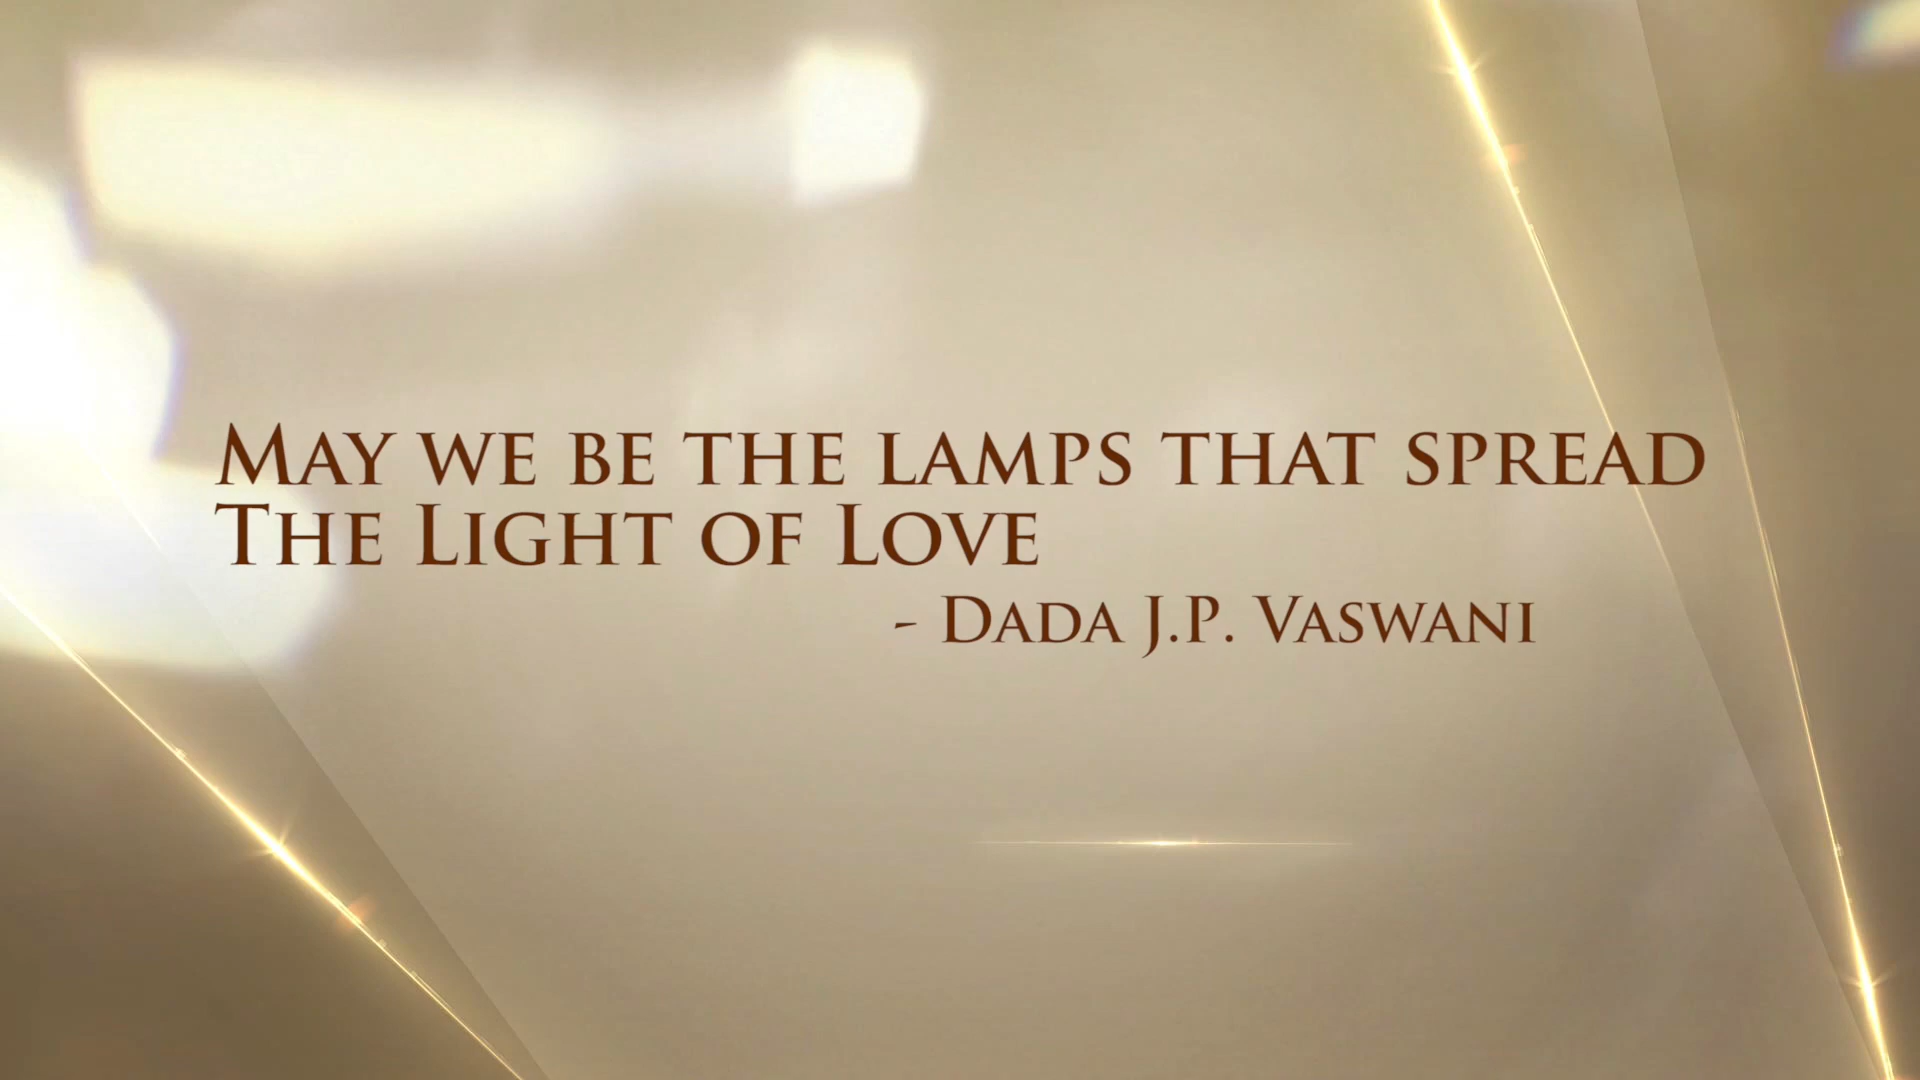 May we be the lamps that spread
The Light of Love
- Dada J.P. Vaswani